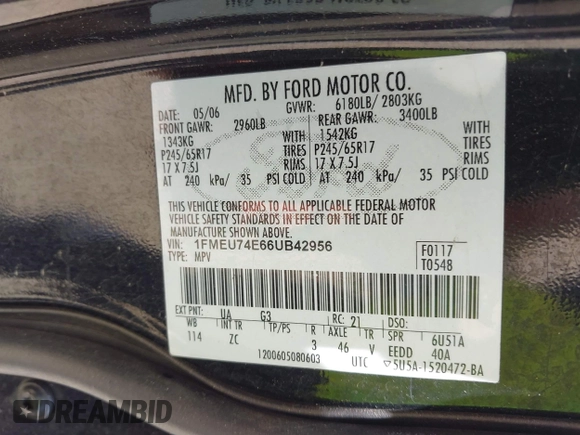 MFD. BY FORD MOTOR CO.
DATE: 05/06 GVWR: 6180LB/ 2803KG
FRONT GAWR: 2960LB REAR GAWR: 3400LB
1343KG WITH 1542KG WITH
P245/65R17 TIRES P245/65R17 TIRES
17 X 7.5J RIMS 17 X 7.5J RIMS
AT 240 kPa/ 35 PSI COLD AT 240 kPa/ 35 PSI COLD
THIS VEHICLE CONFORMS TO ALL APPLICABLE FEDERAL MOTOR
VEHICLE SAFETY STANDARDS IN EFFECT ON THE DATE OF
MANUFACTURE SHOWN ABOVE.
VIN: 1FMEU74E66UB42956 F0117
TYPE: MPV T0548
EXT PNT: UA G3 RC: 21 DSO:
WB INT TR TP/PS R AXLE TR SPR 6U51A
114 ZC 3 46 V EEDD 40A
1200605080603 UTC ▽5U5A-1520472-BA
Ford
DREAMBID